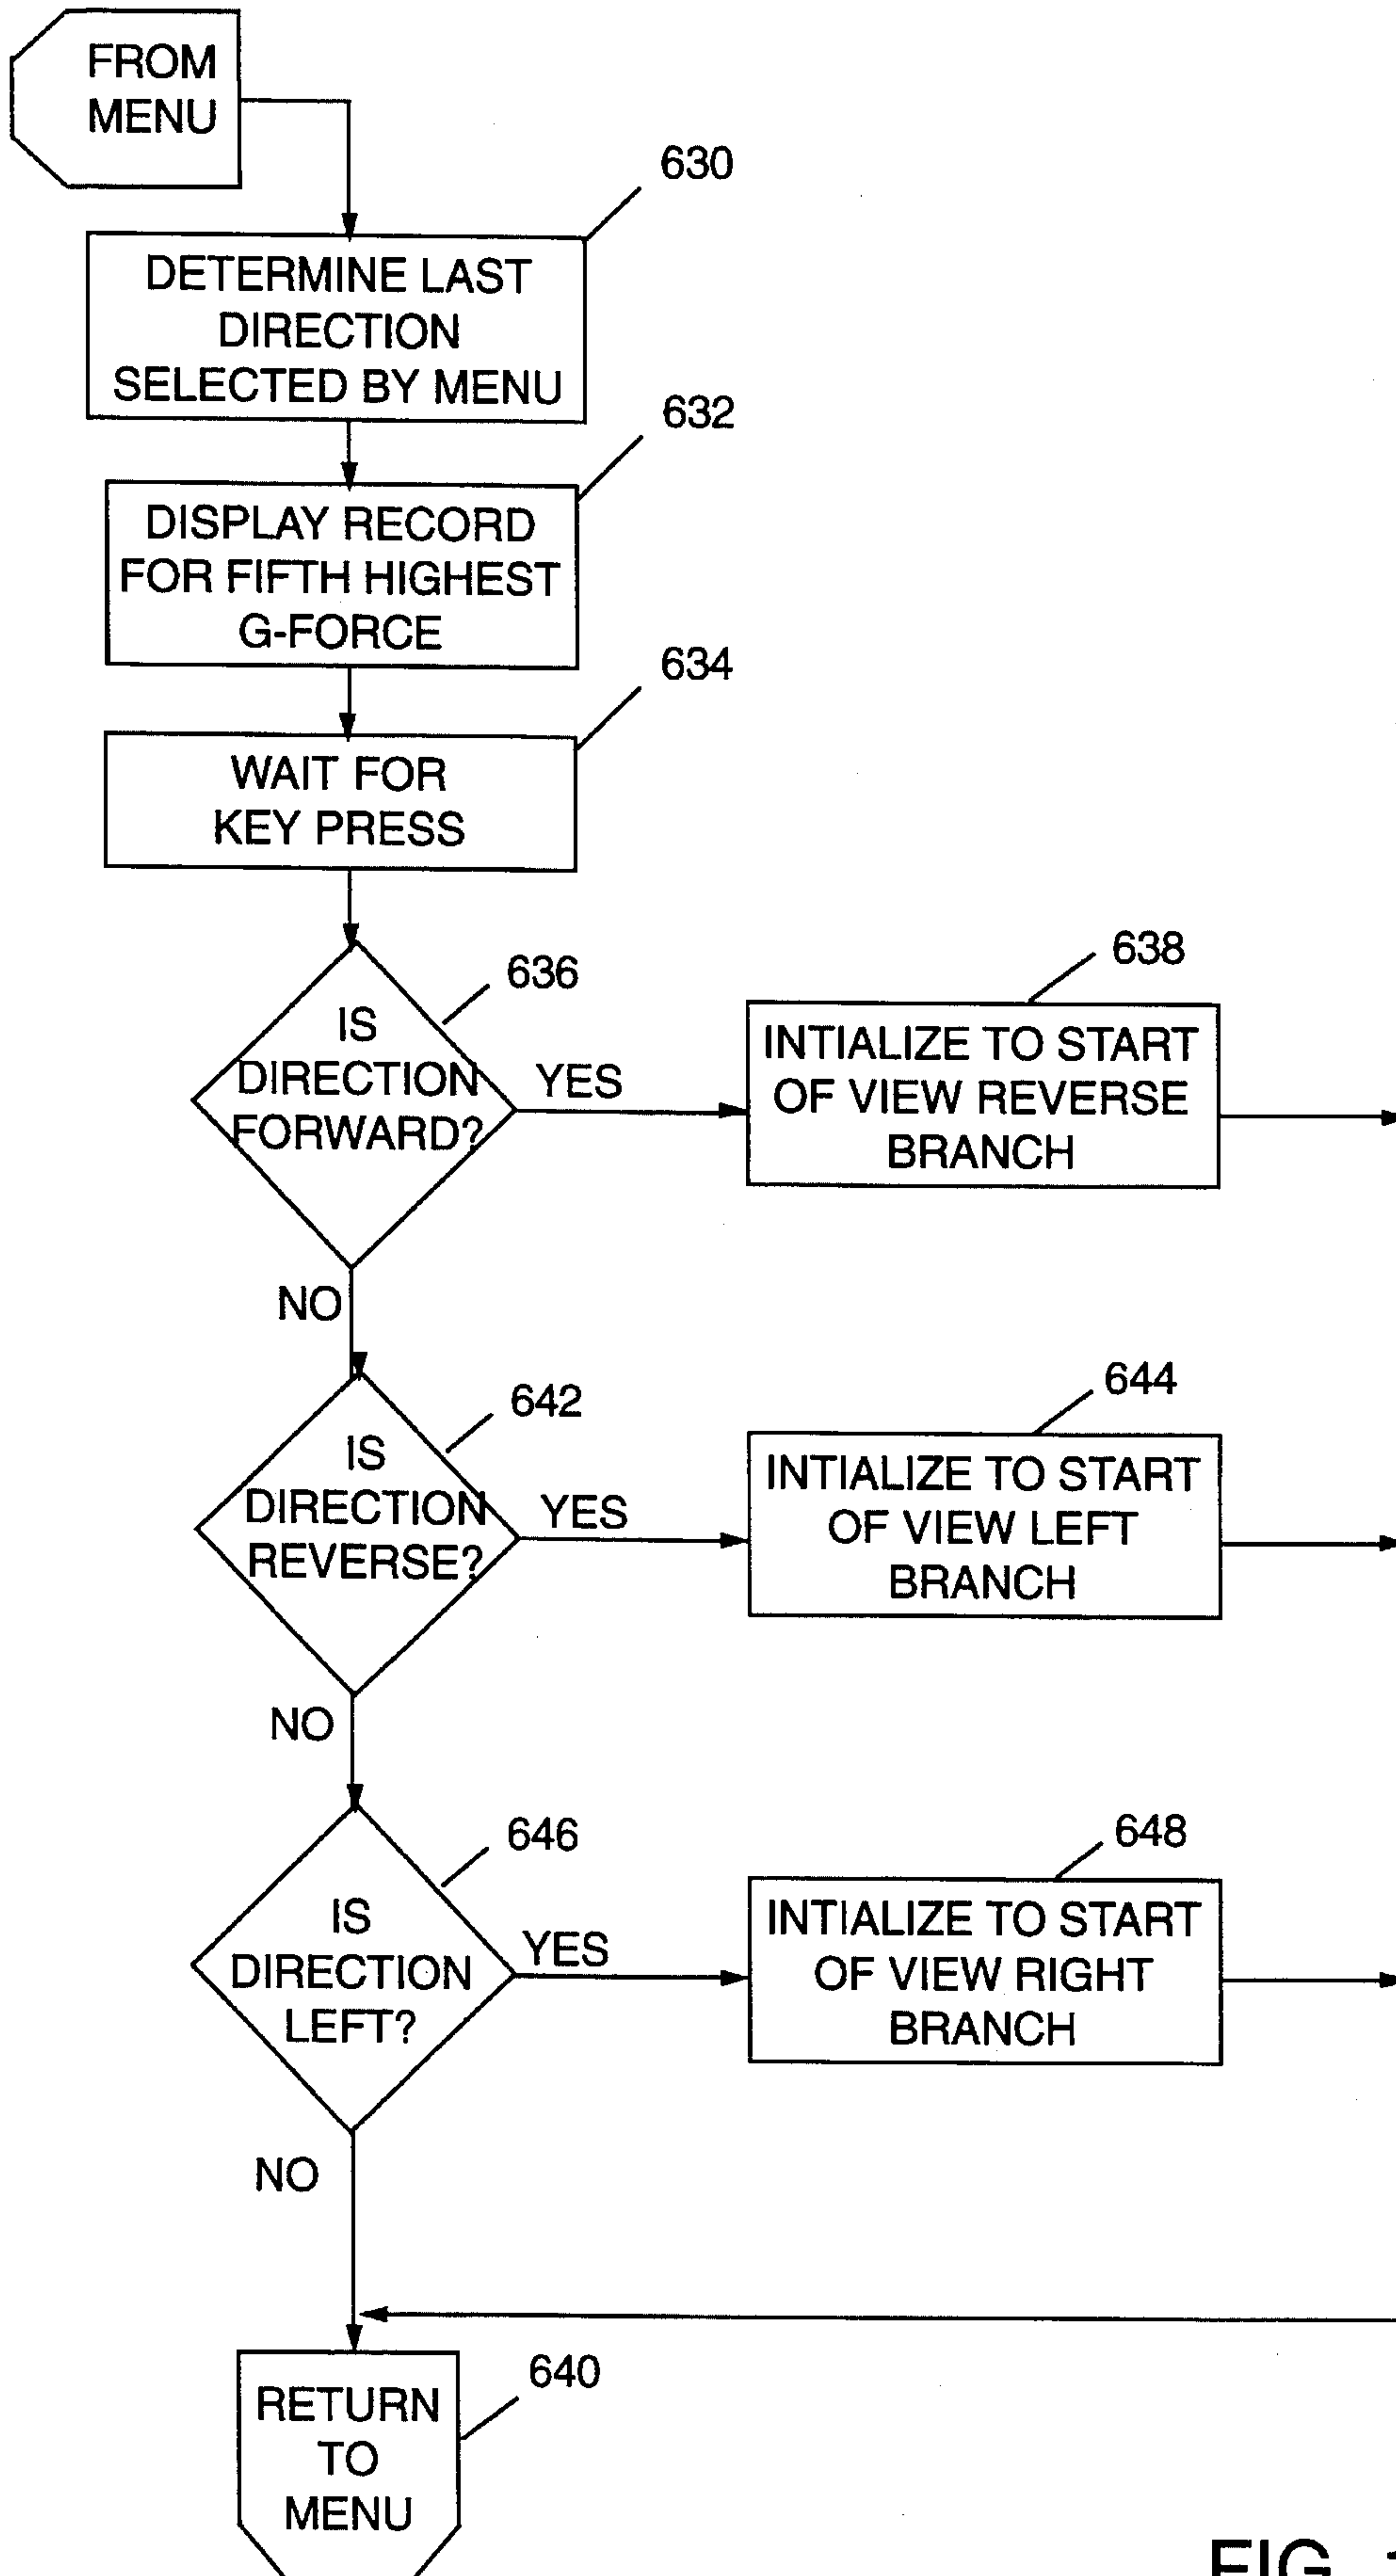 FROM
MENU
630
DETERMINE LAST
DIRECTION
SELECTED BY MENU
632
DISPLAY RECORD
FOR FIFTH HIGHEST
G-FORCE
634
WAIT FOR
KEY PRESS
636
IS
DIRECTION
FORWARD?
YES
638
INTIALIZE TO START
OF VIEW REVERSE
BRANCH
NO
642
IS
DIRECTION
REVERSE?
YES
644
INTIALIZE TO START
OF VIEW LEFT
BRANCH
NO
646
IS
DIRECTION
LEFT?
YES
648
INTIALIZE TO START
OF VIEW RIGHT
BRANCH
NO
640
RETURN
TO
MENU
FIG.